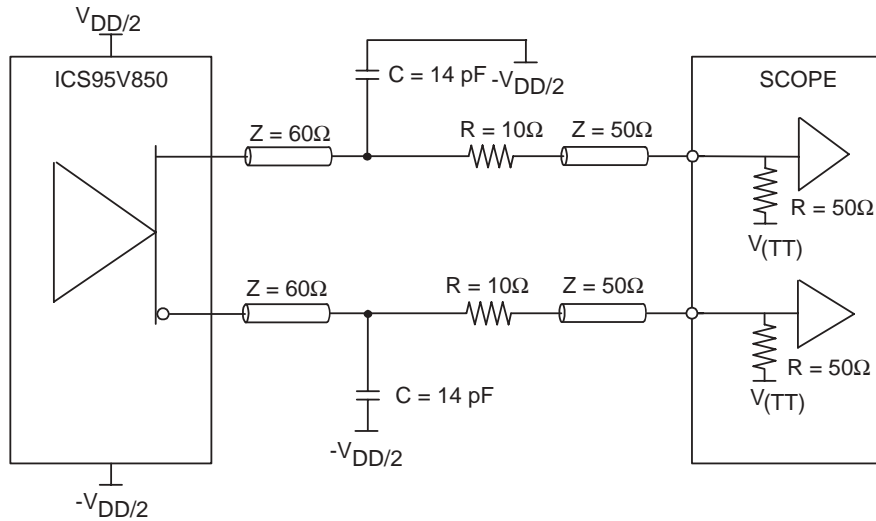 VDD/2
ICS95V850
C = 14 pF
-VDD/2
SCOPE
Z = 60Ω
R = 10Ω
Z = 50Ω
R = 50Ω
V(TT)
Z = 60Ω
R = 10Ω
Z = 50Ω
R = 50Ω
V(TT)
C = 14 pF
-VDD/2
-VDD/2